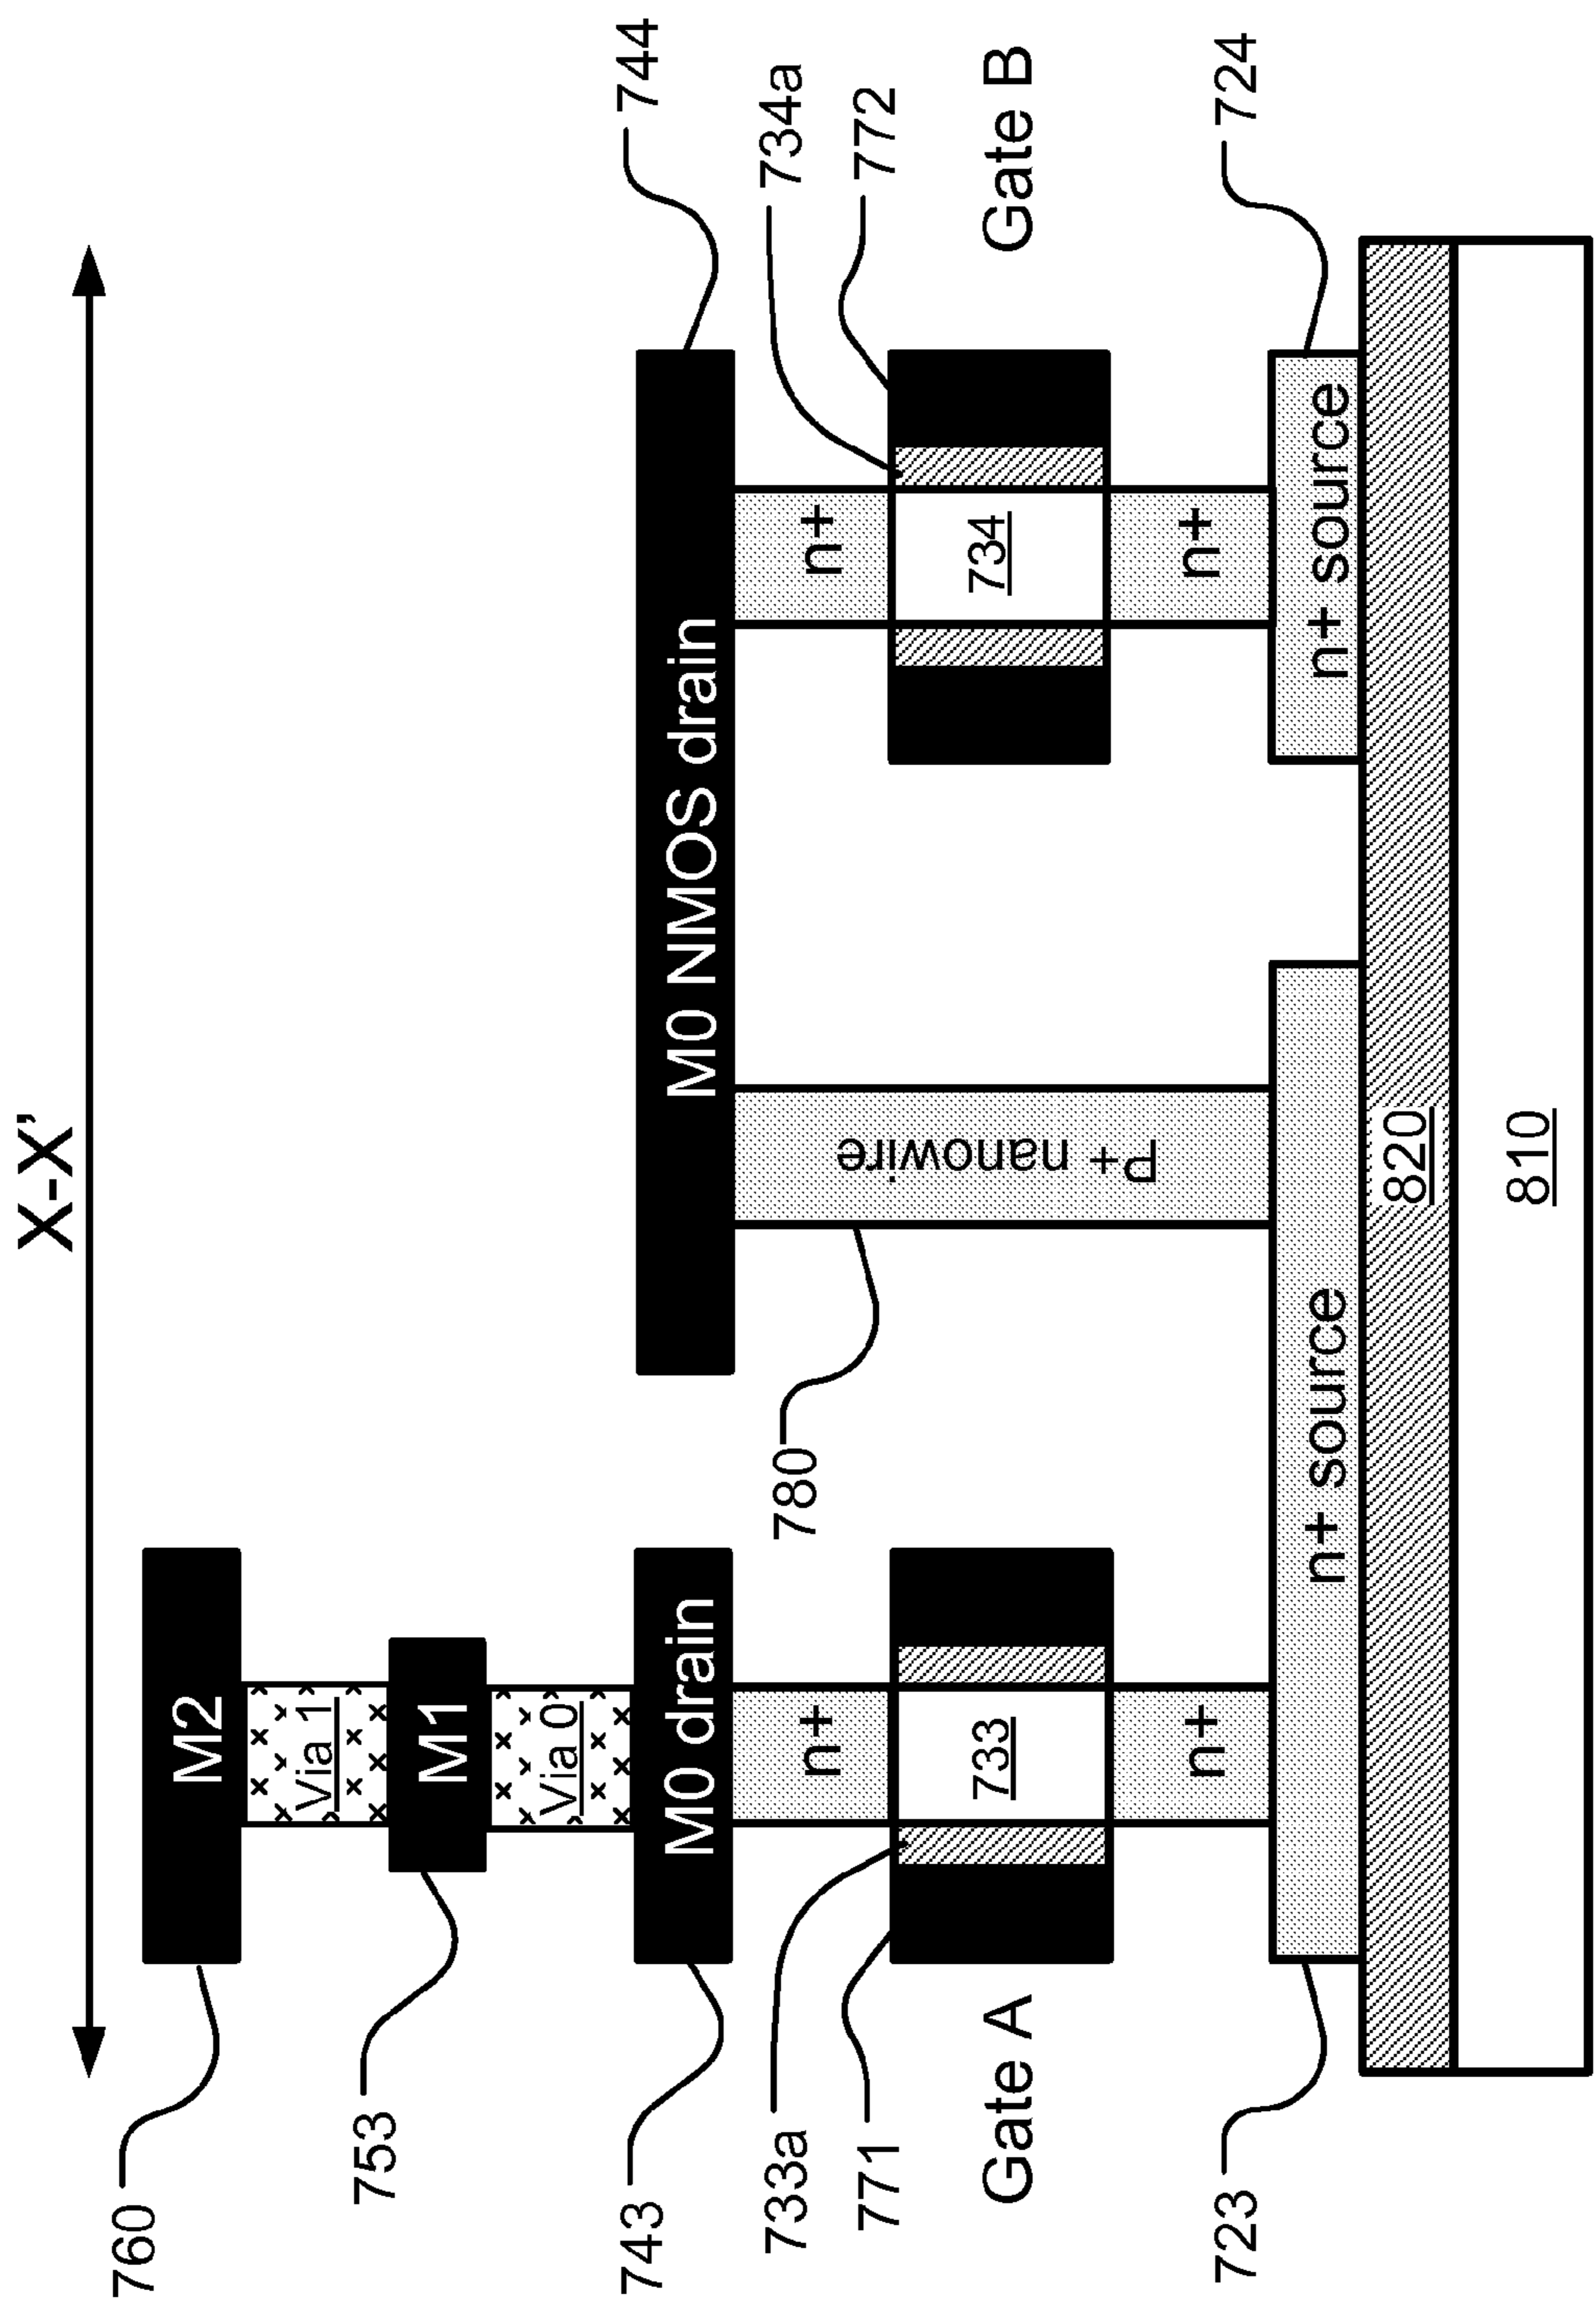 X-X’
760
M2
Via 1
753
M1
Via 0
743
M0 drain
M0 NMOS drain
744
733a
n+
780
n+
734a
771
772
Gate A
733
P+ nanowire
734
Gate B
n+
n+
723
n+ source
n+ source
724
820
810